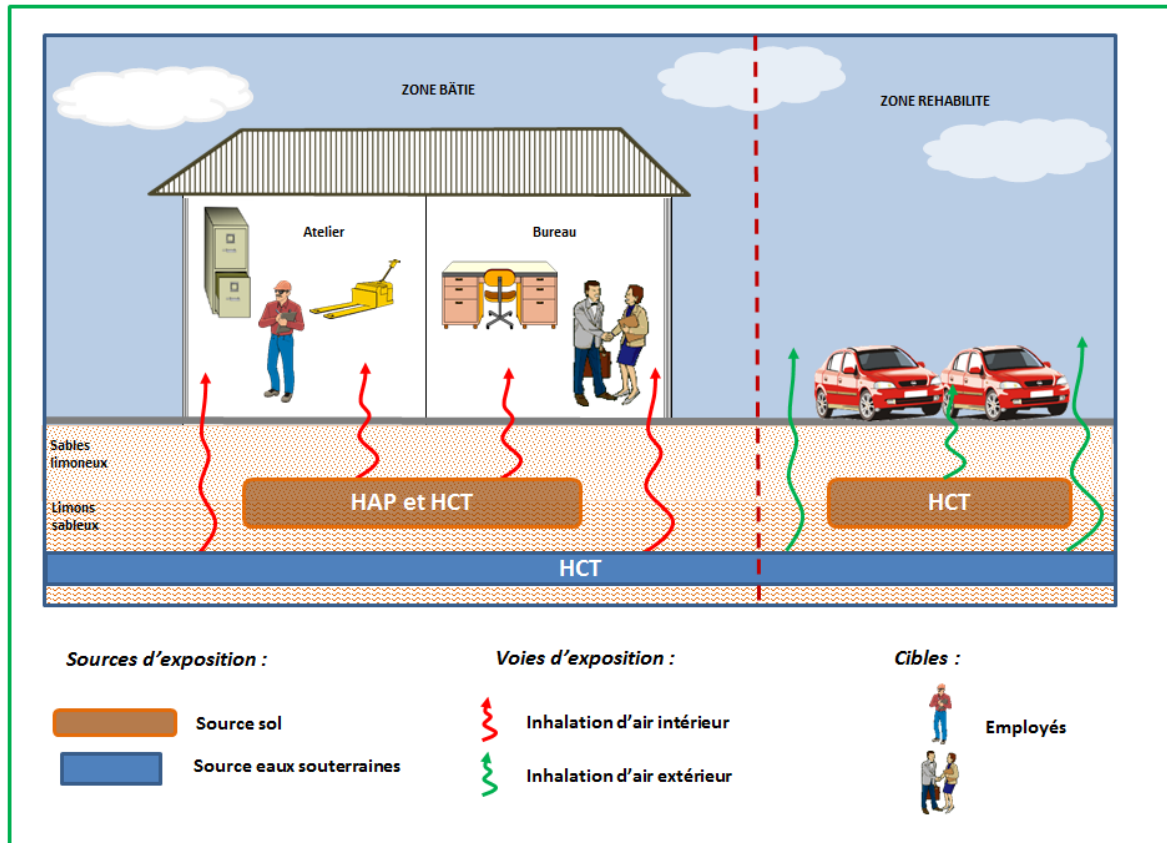 ZONE BÄTIE
ZONE REHABILITE
Atelier
Bureau
Sables
limoneux
HAP et HCT
HCT
Limons
sableux
HCT
Sources d'exposition :
Voies d'exposition :
Cibles :
Source sol
Inhalation d'air intérieur
Employés
Source eaux souterraines
Inhalation d'air extérieur